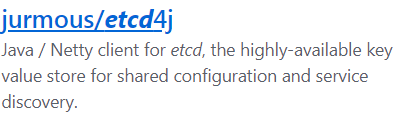 jurmous/etcd4j
Java / Netty client for etcd, the highly-available key
value store for shared configuration and service
discovery.